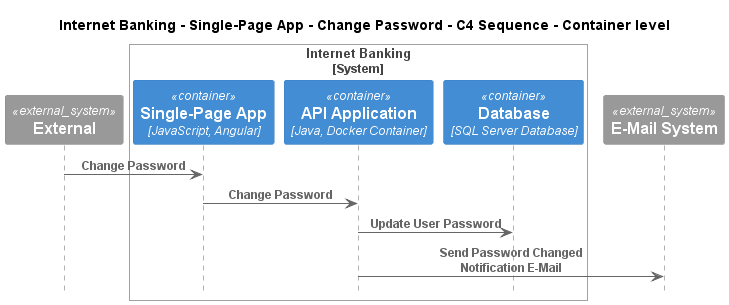 Internet Banking - Single-Page App - Change Password - C4 Sequence - Container level
Internet Banking
[System]
«external_system»
External
«container»
Single-Page App
[JavaScript, Angular]
«container»
API Application
[Java, Docker Container]
«container»
Database
[SQL Server Database]
«external_system»
E-Mail System
Change Password
Change Password
Update User Password
Send Password Changed
Notification E-Mail